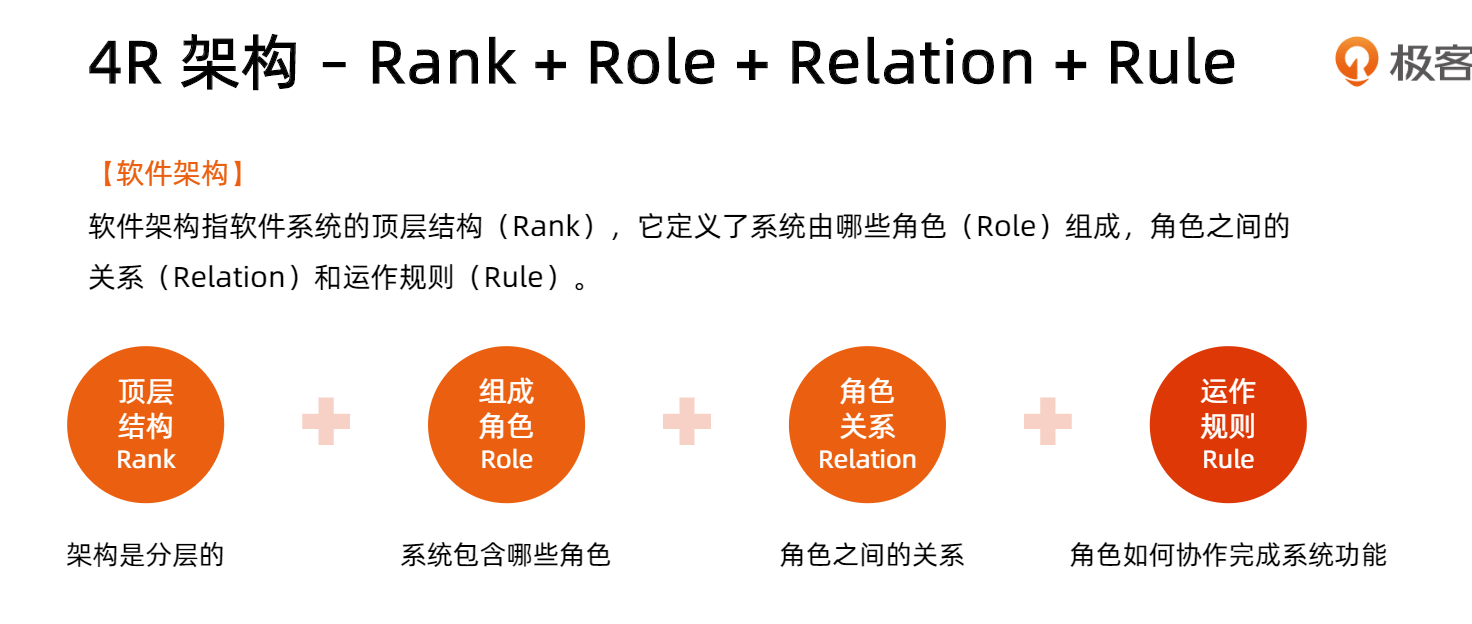 4R 架构 – Rank + Role + Relation + Rule
极客
【软件架构】
软件架构指软件系统的顶层结构（Rank），它定义了系统由哪些角色（Role）组成，角色之间的
关系（Relation）和运作规则（Rule）。
顶层
结构
Rank
组成
角色
Role
角色
关系
Relation
运作
规则
Rule
架构是分层的
系统包含哪些角色
角色之间的关系
角色如何协作完成系统功能